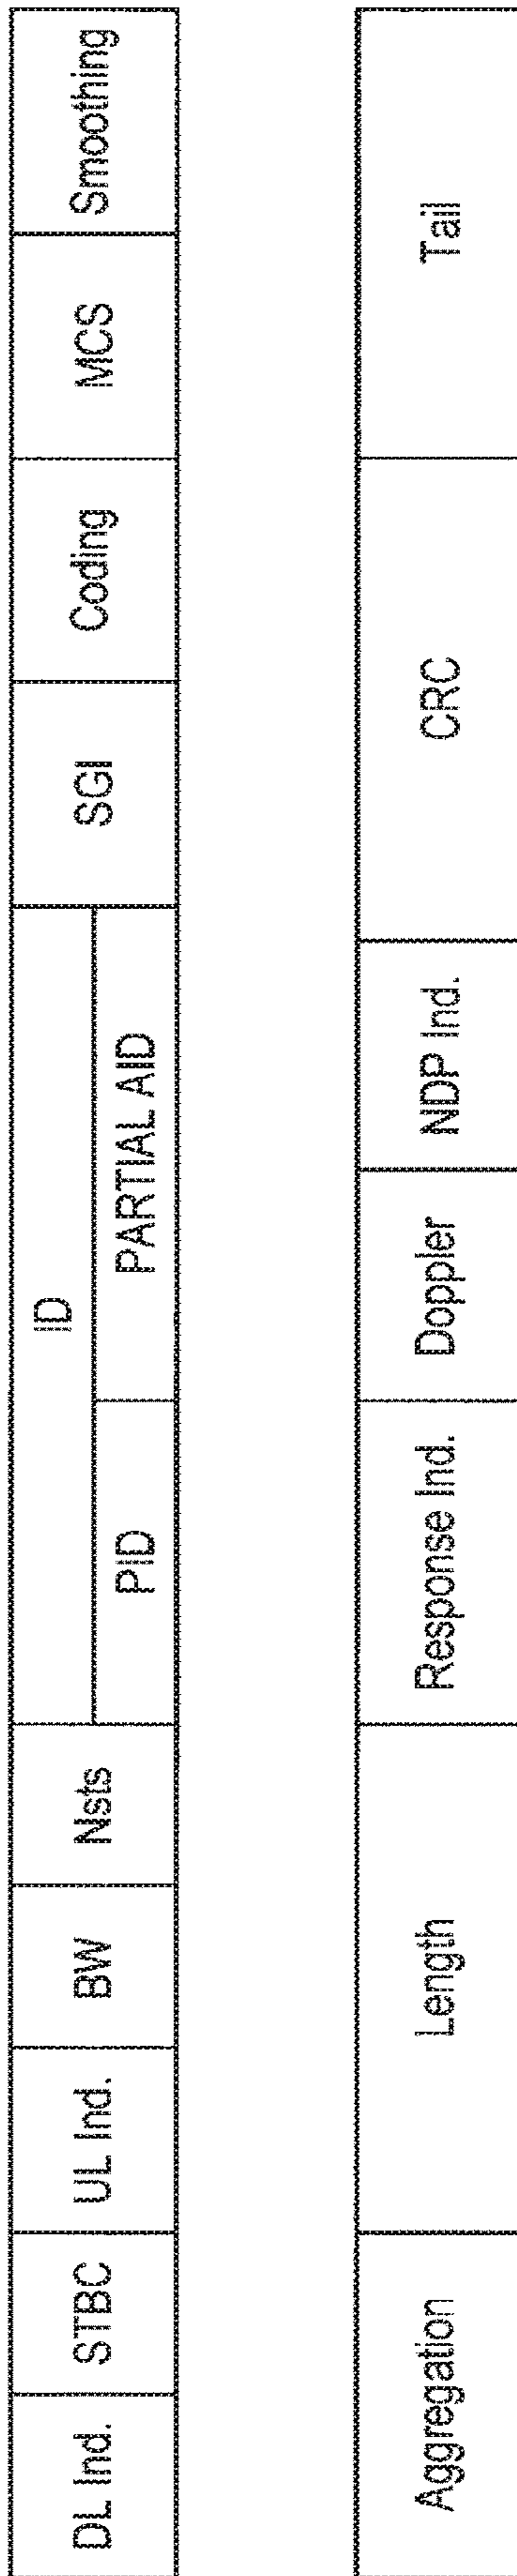 DL Ind.
STBC
UL Ind.
BW
Nsts
ID
PID
PARTIAL AID
SGI
Coding
MCS
Smoothing
Aggregation
Length
Response Ind.
Doppler
NDP Ind.
CRC
Tail